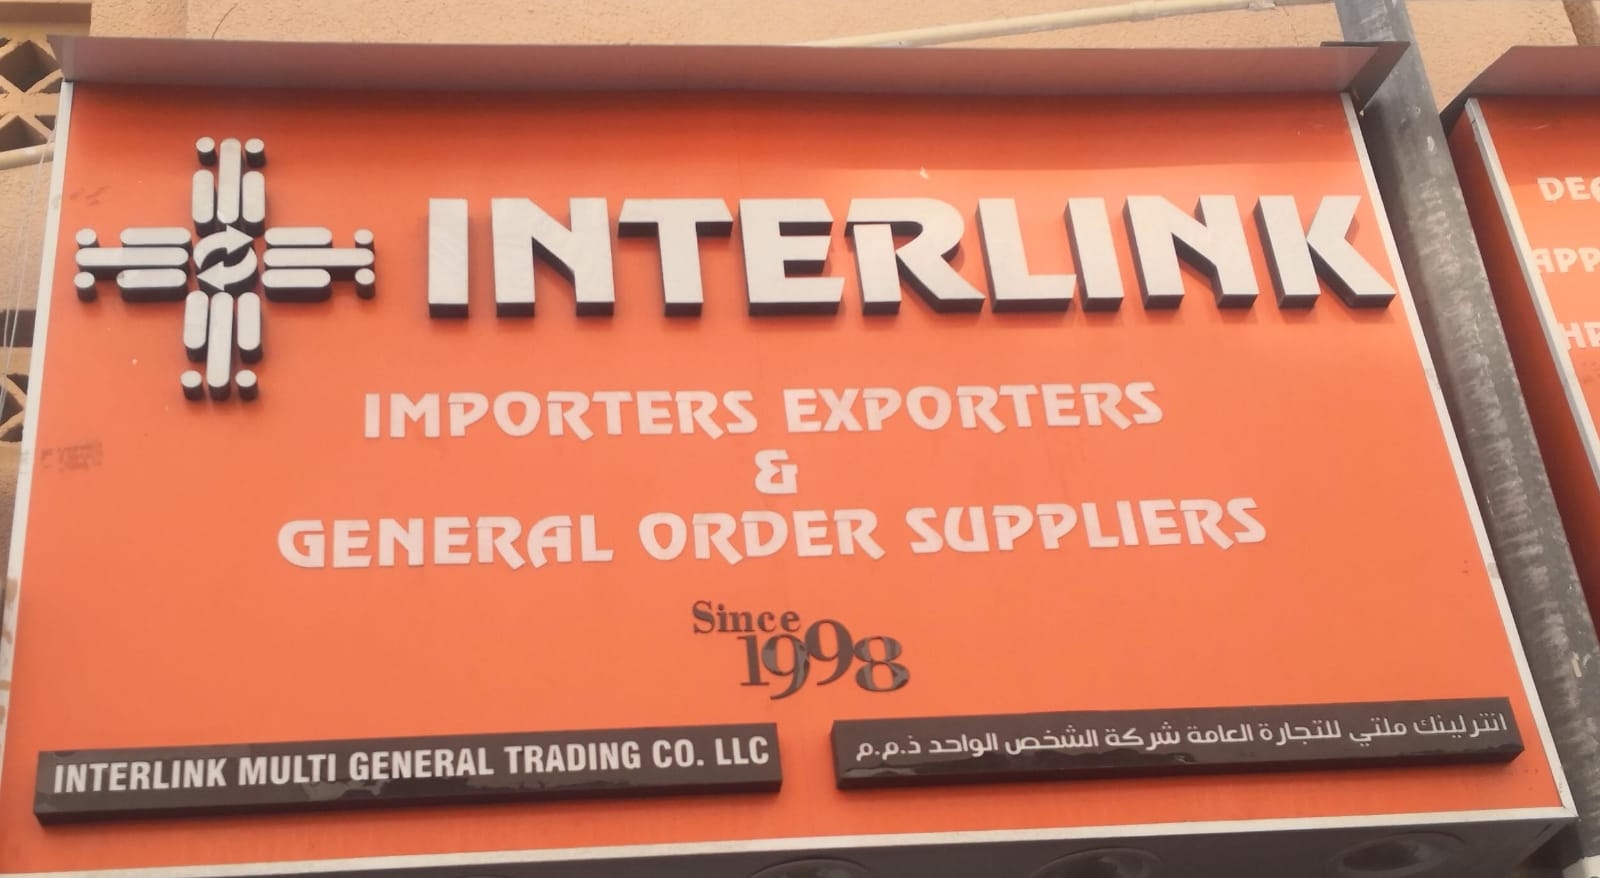 INTERLINK
IMPORTERS EXPORTERS
&
GENERAL ORDER SUPPLIERS
Since
1998
INTERLINK MULTI GENERAL TRADING CO. LLC
انترلينك ملتي للتجارة العامة شركة الشخص الواحد ذ.م.م